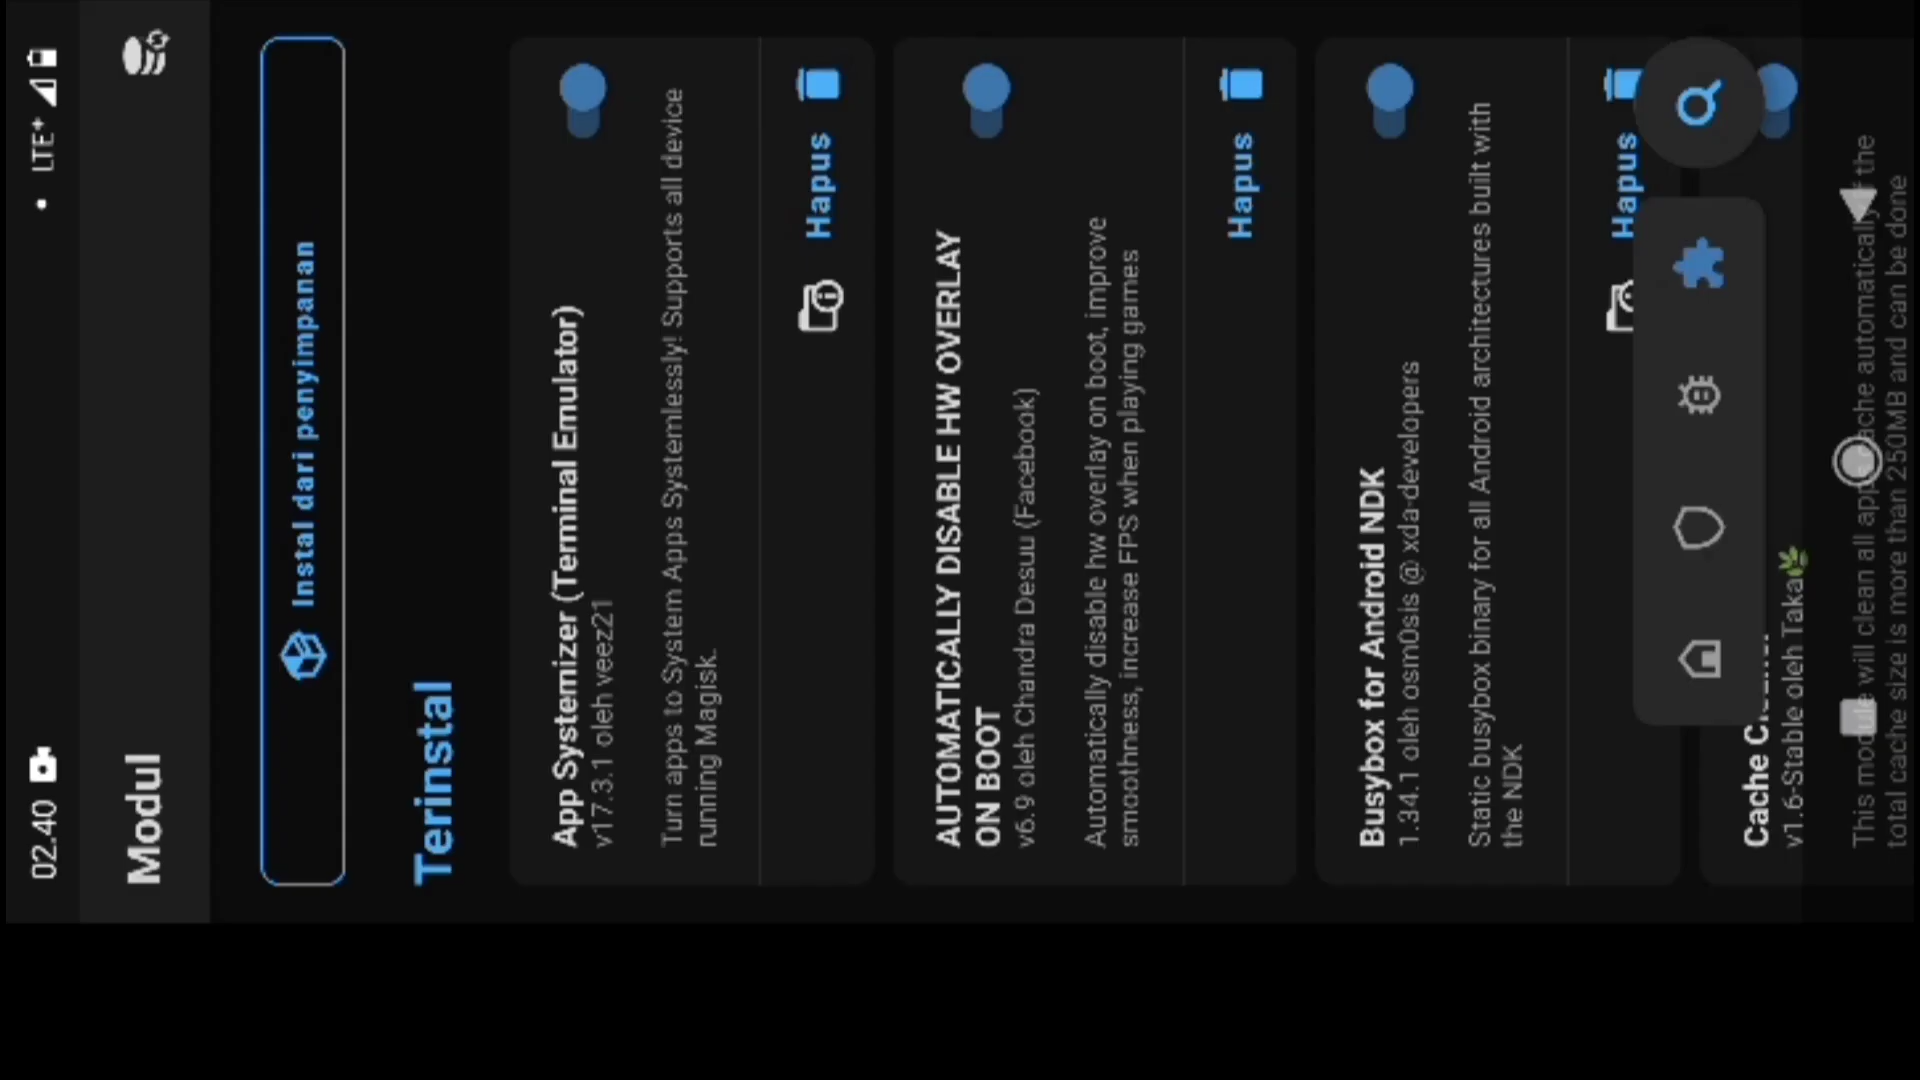 02.40
LTE+
Modul
Instal dari penyimpanan
Terinstal
App Systemizer (Terminal Emulator)
v17.3.1 oleh veez21
Turn apps to System Apps Systemlessly! Supports all device
running Magisk.
Hapus
AUTOMATICALLY DISABLE HW OVERLAY
ON BOOT
v6.9 oleh Chandra Desuu (Facebook)
Automatically disable hw overlay on boot, improve
smoothness, increase FPS when playing games
Hapus
Busybox for Android NDK
1.34.1 oleh osm0sis @ xda-developers
Static busybox binary for all Android architectures built with
the NDK
Hapus
Cache
v1.6-Stable oleh Taka🌿
This module will clean all app cache automatically if the
total cache size is more than 250MB and can be done